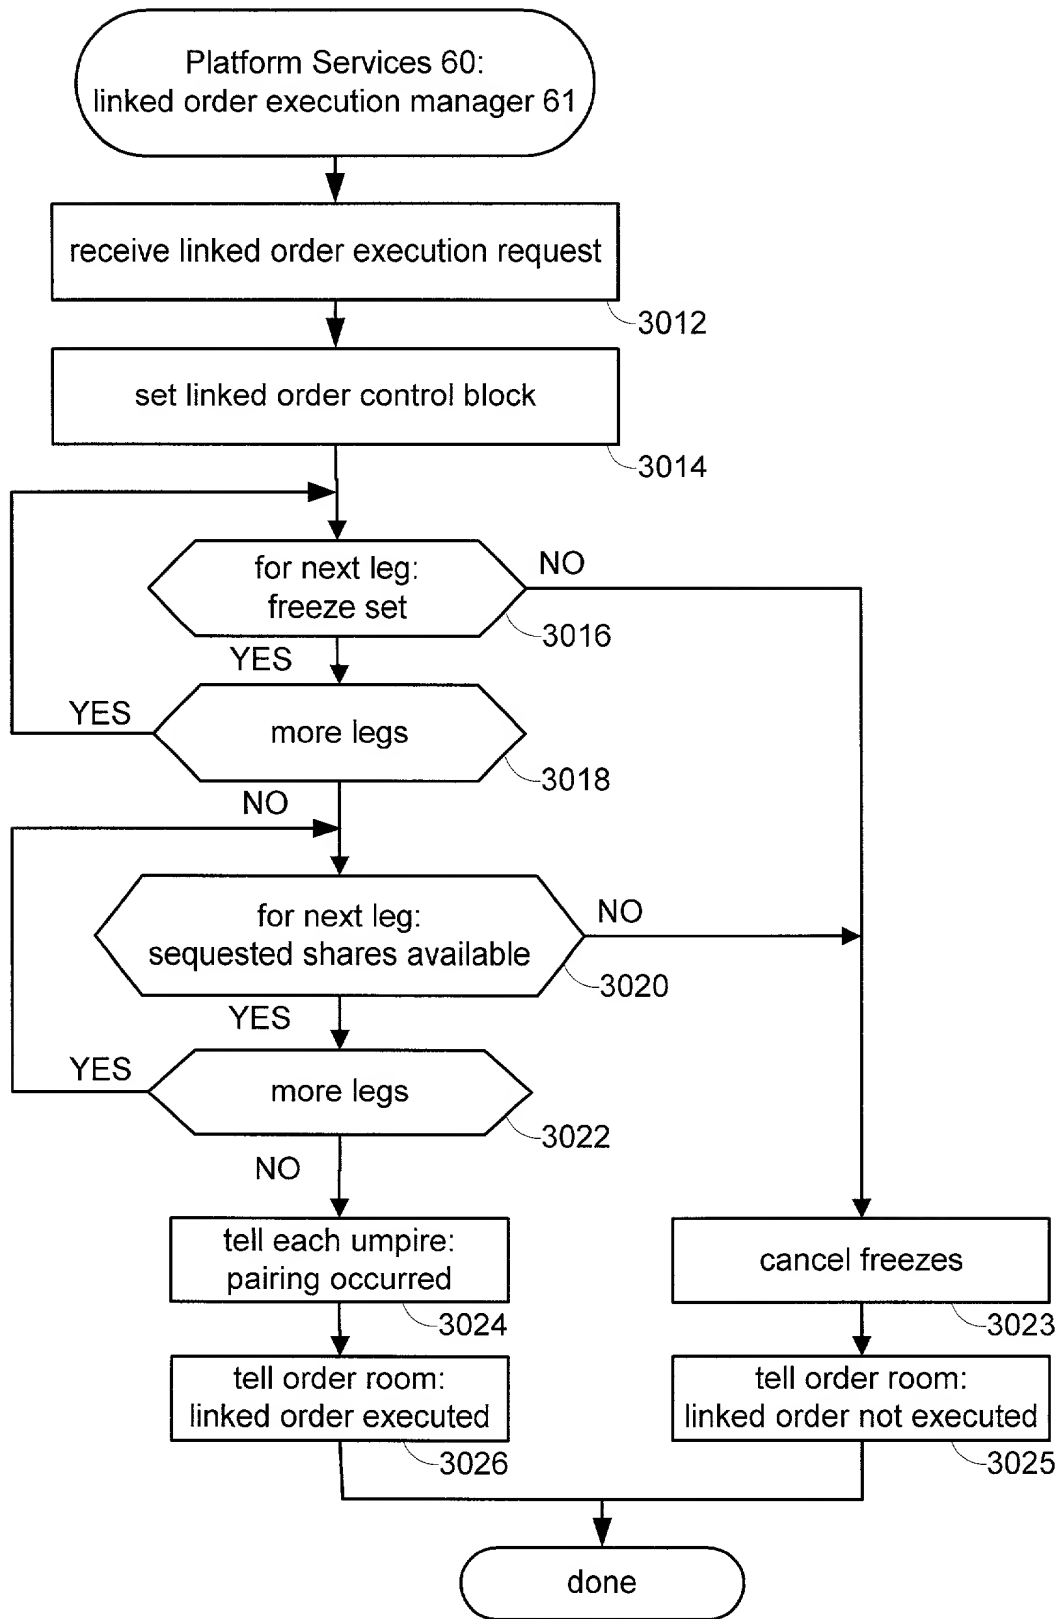 Platform Services 60:
linked order execution manager 61
receive linked order execution request
3012
set linked order control block
3014
for next leg:
freeze set
NO
3016
YES
more legs
YES
3018
NO
for next leg:
sequested shares available
NO
3020
YES
more legs
YES
3022
NO
tell each umpire:
pairing occurred
3024
cancel freezes
3023
tell order room:
linked order executed
3026
tell order room:
linked order not executed
3025
done